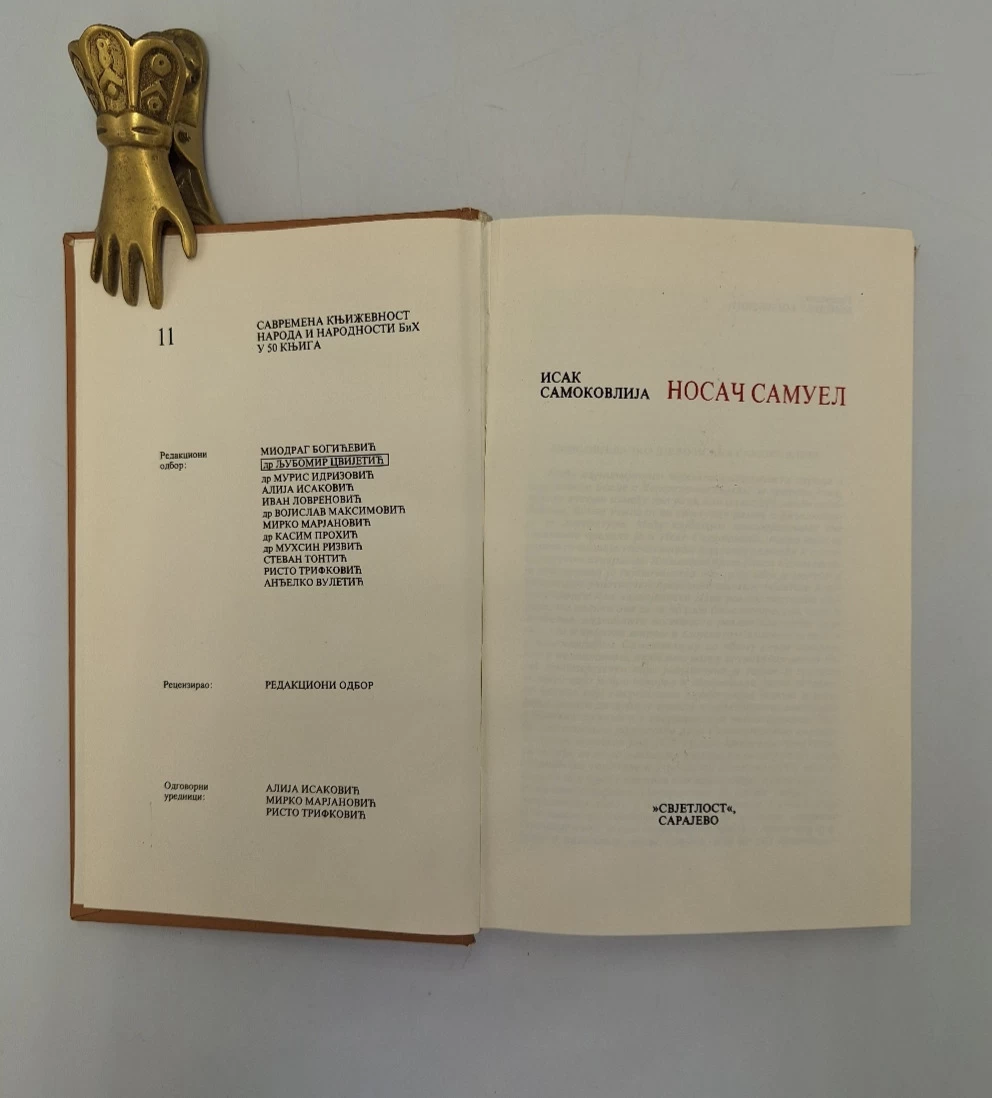 11
САВРЕМЕНА КЊИЖЕВНОСТ
НАРОДА И НАРОДНОСТИ БиХ
У 50 КЊИГА
Редакциони
одбор:
МИОДРАГ БОГИЋЕВИЋ
др ЉУБОМИР ЦВИЈЕТИЋ
др МУРИС ИДРИЗОВИЋ
АЛИЈА ИСАКОВИЋ
ИВАН ЛОВРЕНОВИЋ
др ВОЈИСЛАВ МАКСИМОВИЋ
МИРКО МАРЈАНОВИЋ
др КАСИМ ПРОХИЋ
др МУХСИН РИЗВИЋ
СТЕВАН ТОНТИЋ
РИСТО ТРИФКОВИЋ
АНЂЕЛКО ВУЛЕТИЋ
Рецензирао:
РЕДАКЦИОНИ ОДБОР
Одговорни
уредници:
АЛИЈА ИСАКОВИЋ
МИРКО МАРЈАНОВИЋ
РИСТО ТРИФКОВИЋ
ИСАК
САМОКОВЛИЈА
НОСАЧ САМУЕЛ
»СВЈЕТЛОСТ«,
САРАЈЕВО